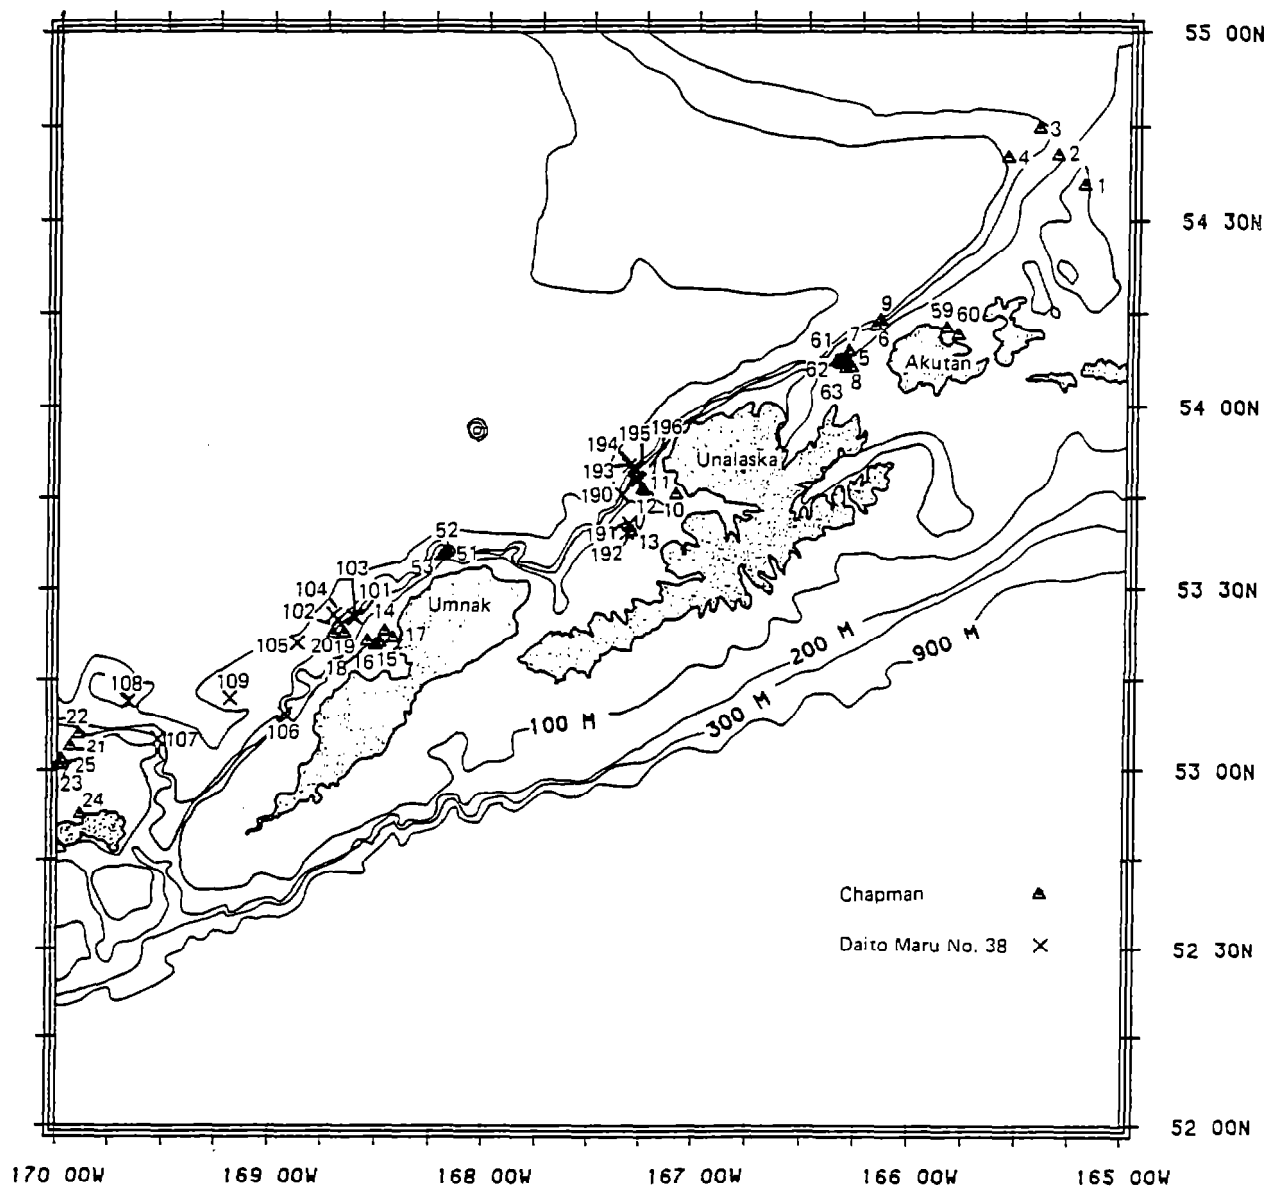 55 00N
3
4
2
1
54 30N
9
59
60
7
61
6
5
Akutan
62
8
63
54 00N
196
195
194
Unalaska
193
11
190
12
10
52
191
13
51
192
53
103
104
101
53 30N
Umnak
102
14
17
105
20
19
200 M
16
15
18
900 M
108
109
22
100 M
300 M
106
107
21
25
53 00N
23
24
Chapman
Daito Maru No. 38
52 30N
52 00N
170 00W
169 00W
168 00W
167 00W
166 00W
165 00W